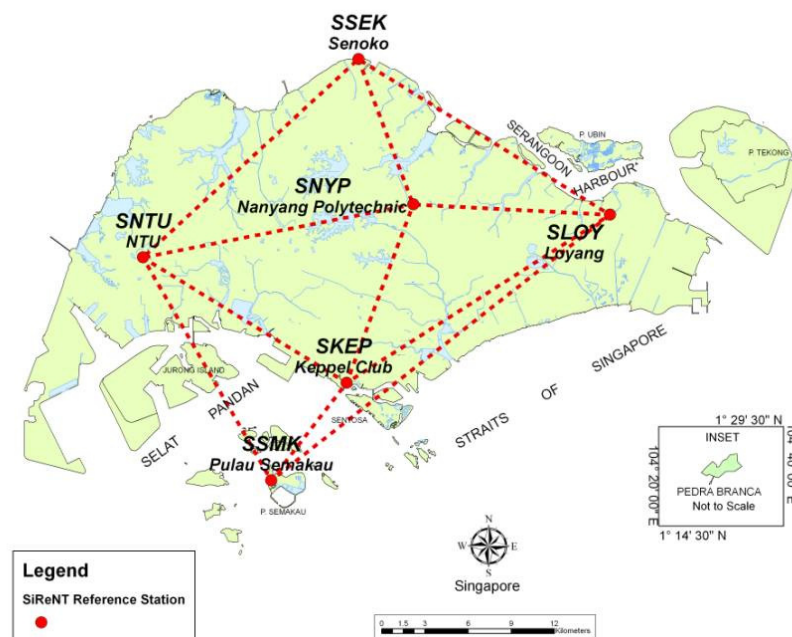 SSEK
Senoko
P. UBIN
SERANGOON
HARBOUR
P. TEKONG
SNYP
Nanyang Polytechnic
SNTU
NTU
SLOY
Loyang
SKEP
Keppel Club
JURONG ISLAND
SELAT PANDAN
SENTOSA
STRAITS OF SINGAPORE
SSMK
Pulau Semakau
P. SEMAKAU
1° 29' 30" N
INSET
104° 20' 00" E
PEDRA BRANCA
Not to Scale
1° 14' 30" N
N
W E
S
Singapore
Legend
SiReNT Reference Station
0 1.5 3 6 9 12
Kilometers